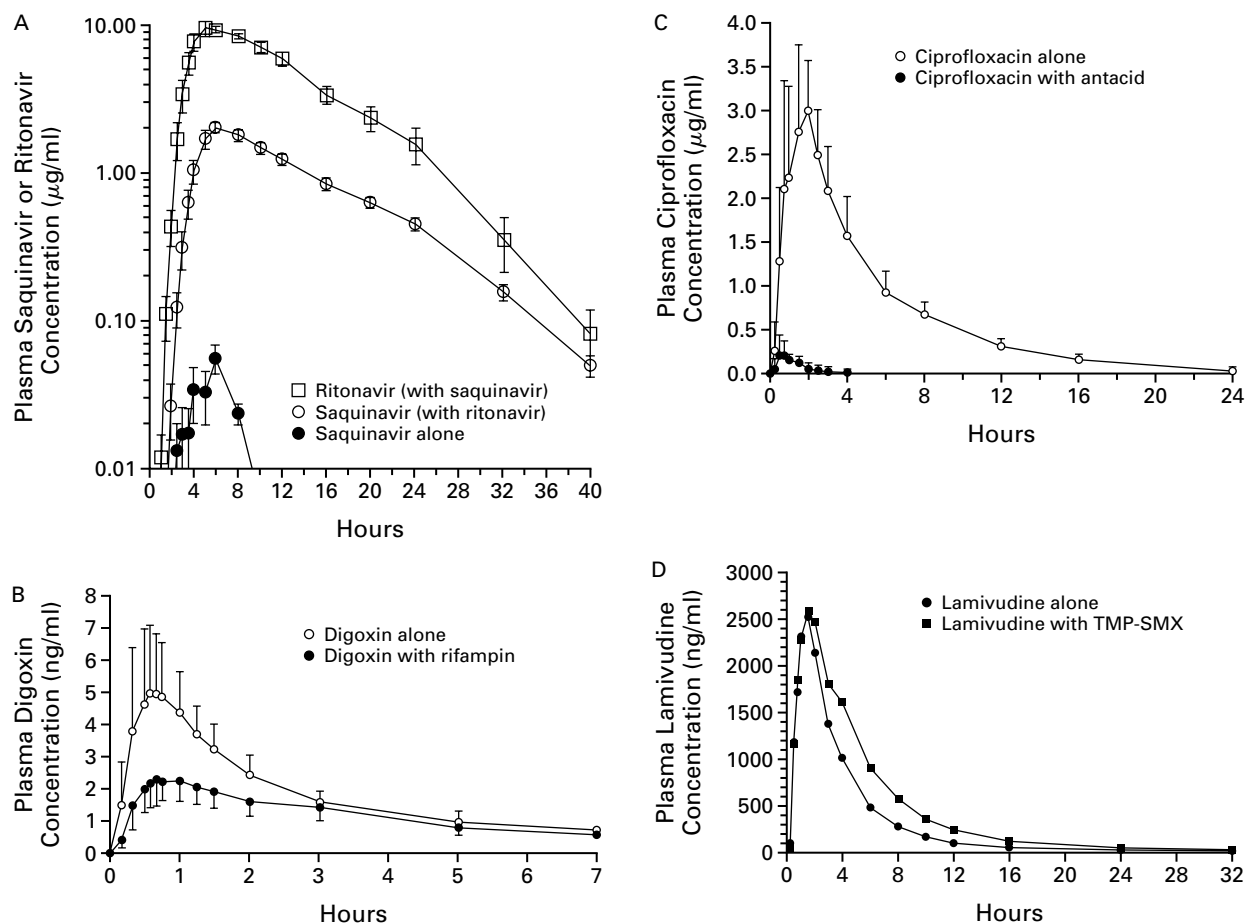 A
Plasma Saquinavir or Ritonavir
Concentration (μg/ml)
10.00
1.00
0.10
0.01
Ritonavir (with saquinavir)
Saquinavir (with ritonavir)
Saquinavir alone
0 4 8 12 16 20 24 28 32 36 40
Hours
B
Plasma Digoxin
Concentration (ng/ml)
8
7
6
5
4
3
2
1
0
Digoxin alone
Digoxin with rifampin
0 1 2 3 4 5 6 7
Hours
C
Plasma Ciprofloxacin
Concentration (μg/ml)
4.0
3.5
3.0
2.5
2.0
1.5
1.0
0.5
0.0
Ciprofloxacin alone
Ciprofloxacin with antacid
0 4 8 12 16 20 24
Hours
D
Plasma Lamivudine
Concentration (ng/ml)
3000
2500
2000
1500
1000
500
0
Lamivudine alone
Lamivudine with TMP-SMX
0 4 8 12 16 20 24 28 32
Hours